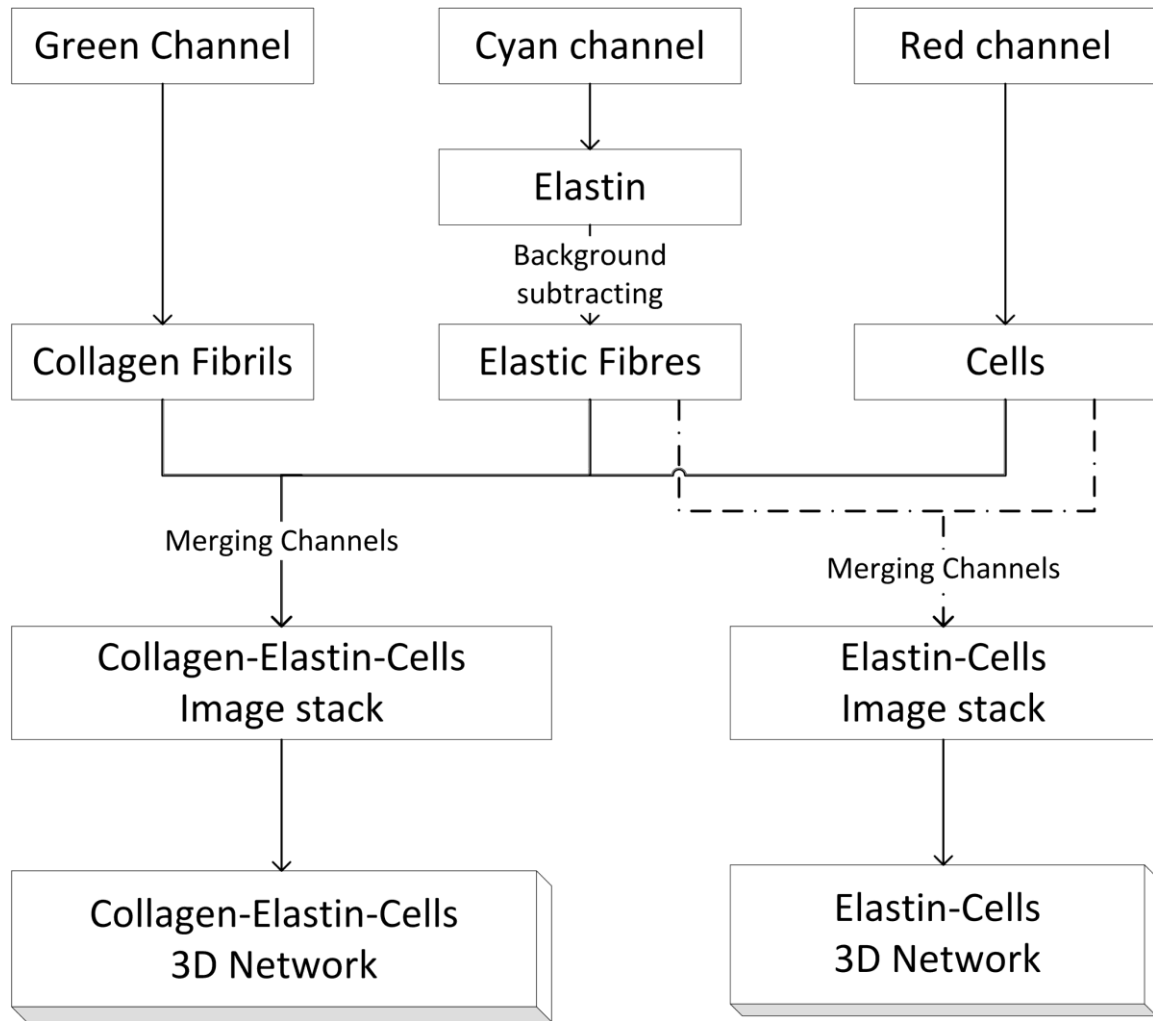 Green Channel
Cyan channel
Red channel
Elastin
Background
subtracting
Collagen Fibrils
Elastic Fibres
Cells
Merging Channels
Merging Channels
Collagen-Elastin-Cells
Image stack
Elastin-Cells
Image stack
Collagen-Elastin-Cells
3D Network
Elastin-Cells
3D Network